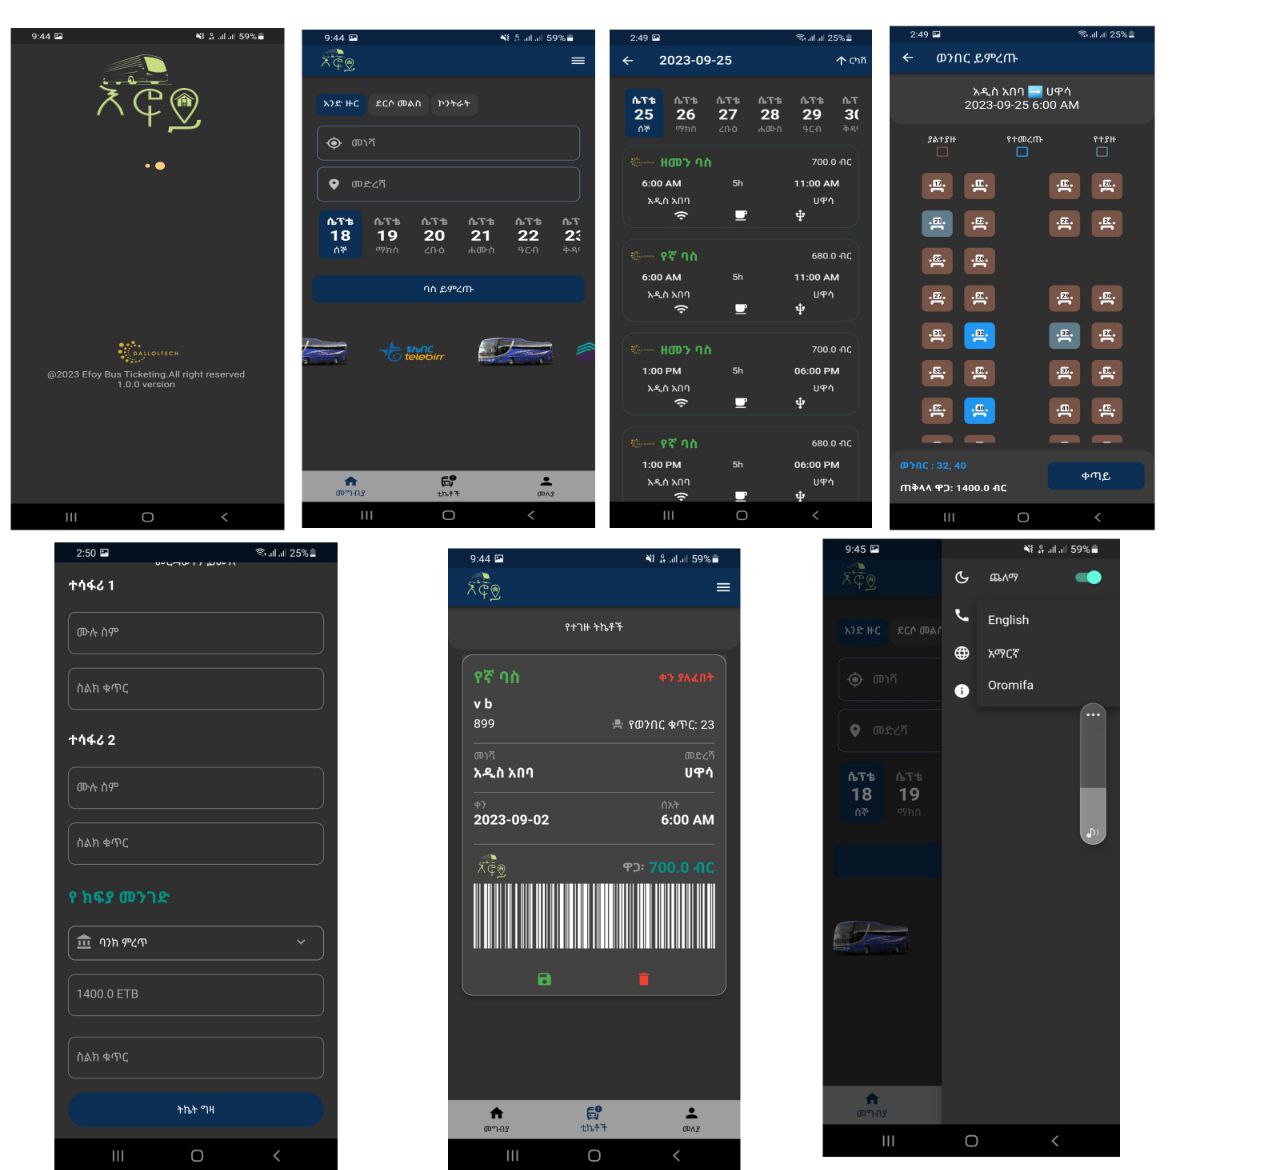 9:44
59%
እፎይ
DALLOLTECH
@2023 Efoy Bus Ticketing.All right reserved
1.0.0 version
9:44
59%
እፎይ
አንድ ዙር ደርሶ መልስ ኮንትራት
መነሻ
መድረሻ
ሴፕቴ ሴፕቴ ሴፕቴ ሴፕቴ ሴፕቴ
18 19 20 21 22
ሰኞ ማክሰ ረቡዕ ሐሙስ ዓርብ
ባስ ይምረጡ
ቴሌብር
telebirr
መግብያ ቲኬቶች መለያ
2:49
25%
2023-09-25
ርካሽ
ሴፕቴ ሴፕቴ ሴፕቴ ሴፕቴ ሴፕቴ
25 26 27 28 29
ሰኞ ማክሰ ረቡዕ ሐሙስ ዓርብ
ዘመን ባስ 700.0 ብር
6:00 AM 5h 11:00 AM
አዲስ አበባ ሀዋሳ
የኛ ባስ 680.0 ብር
6:00 AM 5h 11:00 AM
አዲስ አበባ ሀዋሳ
ዘመን ባስ 700.0 ብር
1:00 PM 5h 06:00 PM
አዲስ አበባ ሀዋሳ
የኛ ባስ 680.0 ብር
1:00 PM 5h 06:00 PM
አዲስ አበባ ሀዋሳ
2:49
25%
ወንበር ይምረጡ
አዲስ አበባ ➡ ሀዋሳ
2023-09-25 6:00 AM
ያልተያዙ የተመረጡ የተያዙ
ወንበር : 32, 40
ጠቅላላ ዋጋ: 1400.0 ብር
ቀጣይ
2:50
25%
ተሳፋሪ 1
ሙሉ ስም
ስልክ ቁጥር
ተሳፋሪ 2
ሙሉ ስም
ስልክ ቁጥር
የ ክፍያ መንገድ
ባንክ ምረጥ
1400.0 ETB
ስልክ ቁጥር
ትኬት ግዛ
9:44
59%
እፎይ
የተገዙ ትኬቶች
የኛ ባስ ቀን ያለፈበት
v b
899 የወንበር ቁጥር: 23
መነሻ መድረሻ
አዲስ አበባ ሀዋሳ
ቀን ሰአት
2023-09-02 6:00 AM
እፎይ ዋጋ: 700.0 ብር
መግብያ ቲኬቶች መለያ
9:45
59%
እፎይ
ጨለማ
አንድ ዙር ደርሶ መልስ
English
አማርኛ
መነሻ
Oromifa
መድረሻ
ሴፕቴ ሴፕቴ
18 19
ሰኞ ማክሰ
መግብያ